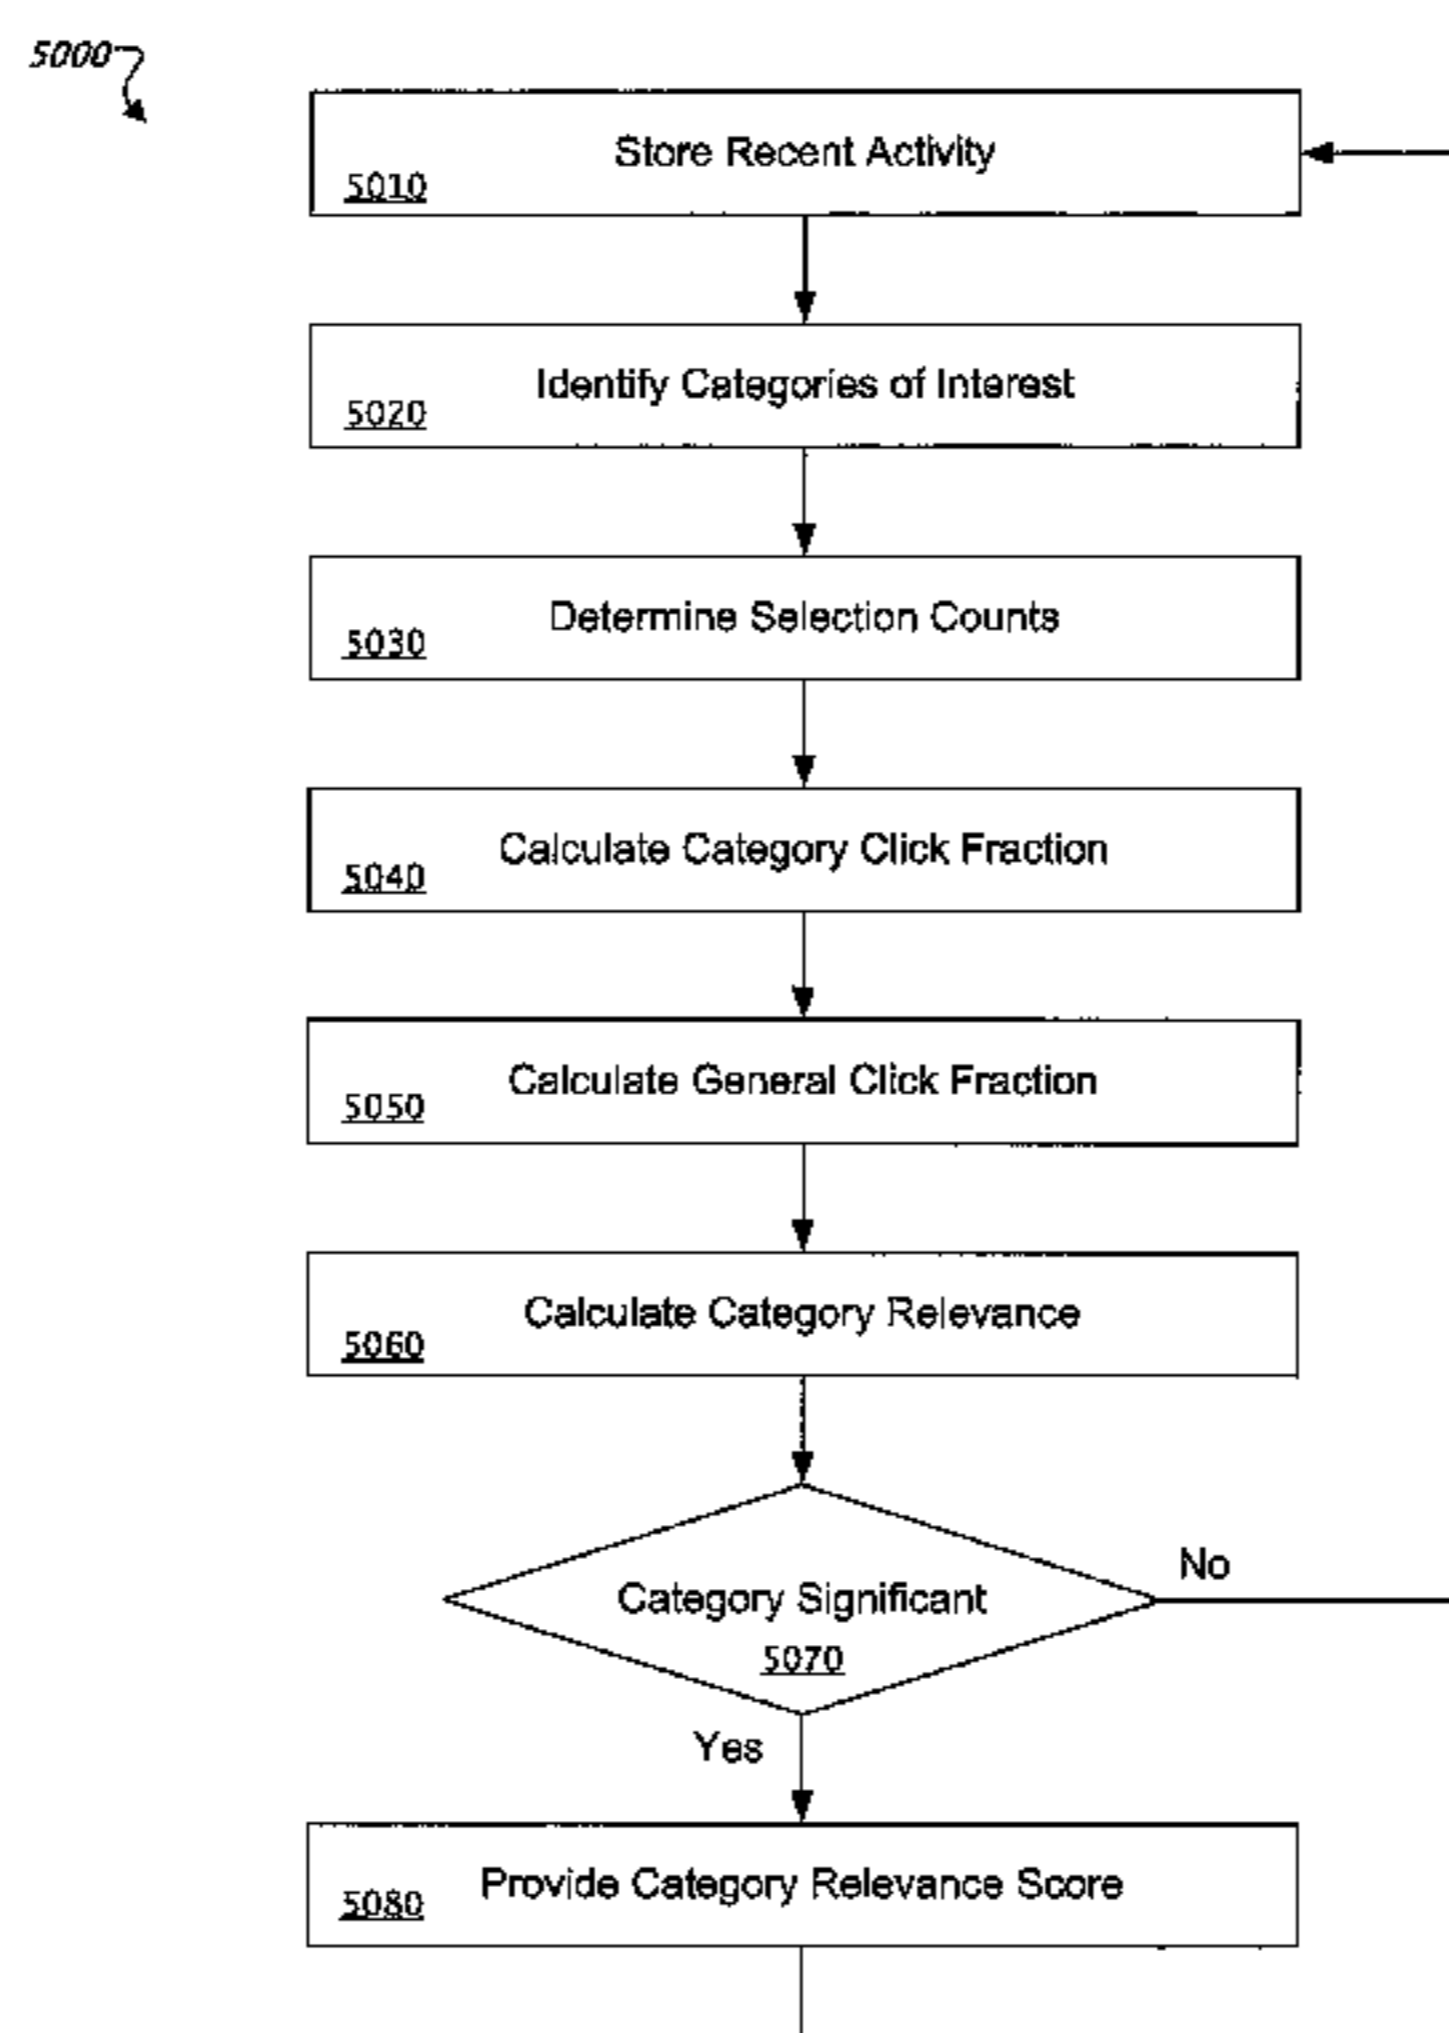 5000
Store Recent Activity
5010
Identify Categories of Interest
5020
Determine Selection Counts
5030
Calculate Category Click Fraction
5040
Calculate General Click Fraction
5050
Calculate Category Relevance
5060
Category Significant
5070
No
Yes
Provide Category Relevance Score
5080